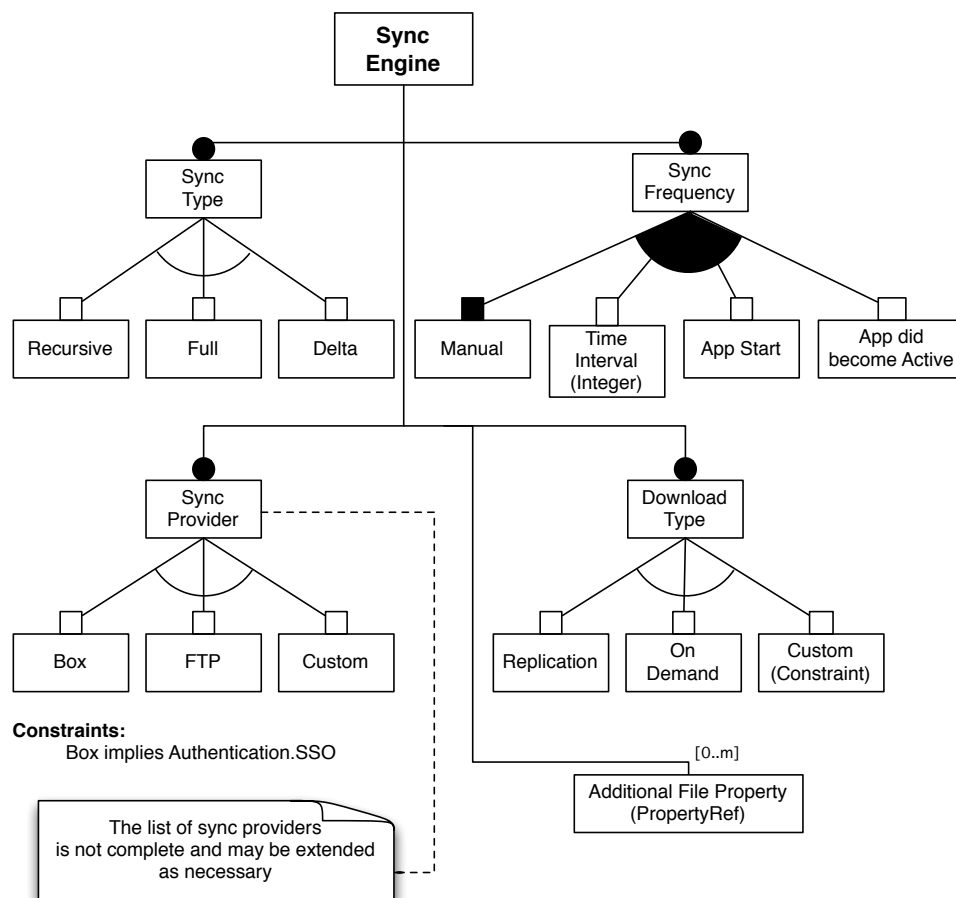 Sync
Engine
Sync
Type
Sync
Frequency
Recursive
Full
Delta
Manual
Time
Interval
(Integer)
App Start
App did
become Active
Sync
Provider
Download
Type
Box
FTP
Custom
Replication
On
Demand
Custom
(Constraint)
Constraints:
Box implies Authentication.SSO
[0..m]
Additional File Property
(PropertyRef)
The list of sync providers
is not complete and may be extended
as necessary